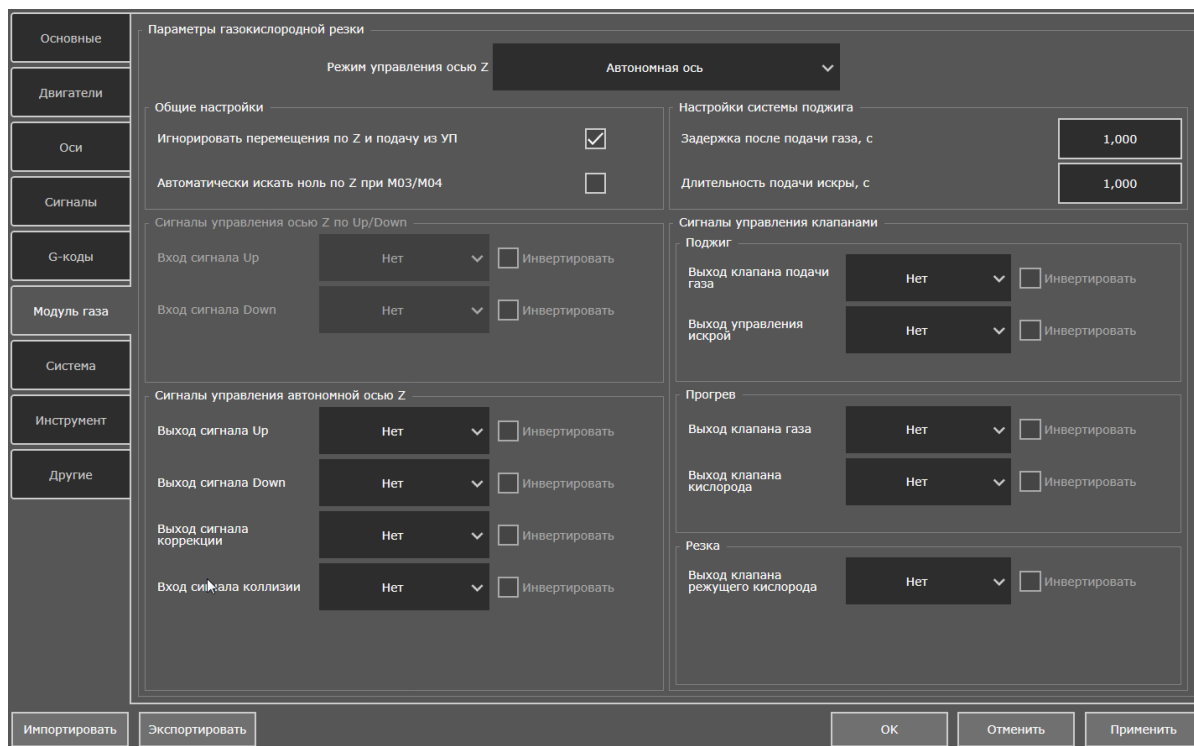 Основные
Двигатели
Оси
Сигналы
G-коды
Модуль газа
Система
Инструмент
Другие
Параметры газокислородной резки
Режим управления осью Z
Автономная ось
Общие настройки
Игнорировать перемещения по Z и подачу из УП
Автоматически искать ноль по Z при M03/M04
Настройки системы поджига
Задержка после подачи газа, с
1,000
Длительность подачи искры, с
1,000
Сигналы управления осью Z по Up/Down
Вход сигнала Up
Нет
Инвертировать
Вход сигнала Down
Нет
Инвертировать
Сигналы управления автономной осью Z
Выход сигнала Up
Нет
Инвертировать
Выход сигнала Down
Нет
Инвертировать
Выход сигнала
коррекции
Нет
Инвертировать
Вход сигнала коллизии
Нет
Инвертировать
Сигналы управления клапанами
Поджиг
Выход клапана подачи
газа
Нет
Инвертировать
Выход управления
искрой
Нет
Инвертировать
Прогрев
Выход клапана газа
Нет
Инвертировать
Выход клапана
кислорода
Нет
Инвертировать
Резка
Выход клапана
режущего кислорода
Нет
Инвертировать
Импортировать
Экспортировать
ОК
Отменить
Применить